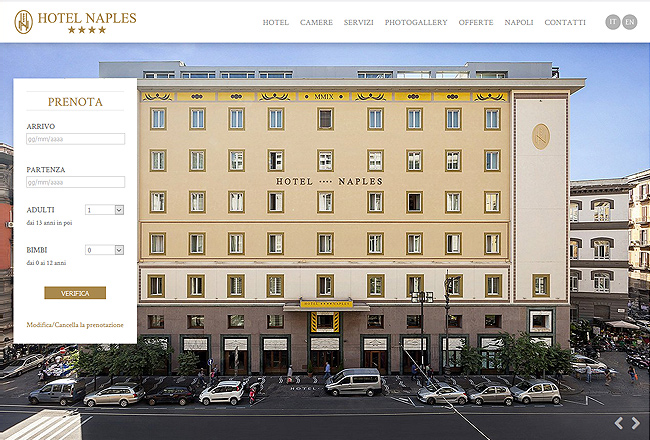 HOTEL NAPLES
HOTEL CAMERE SERVIZI PHOTOGALLERY OFFERTE NAPOLI CONTATTI IT EN
PRENOTA
ARRIVO
gg/mm/aaaa
PARTENZA
gg/mm/aaaa
ADULTI 1
dai 13 anni in poi
BIMBI 0
dai 0 ai 12 anni
VERIFICA
Modifica/Cancella la prenotazione
MMIX
HOTEL NAPLES
HOTEL NAPLES
HOTEL